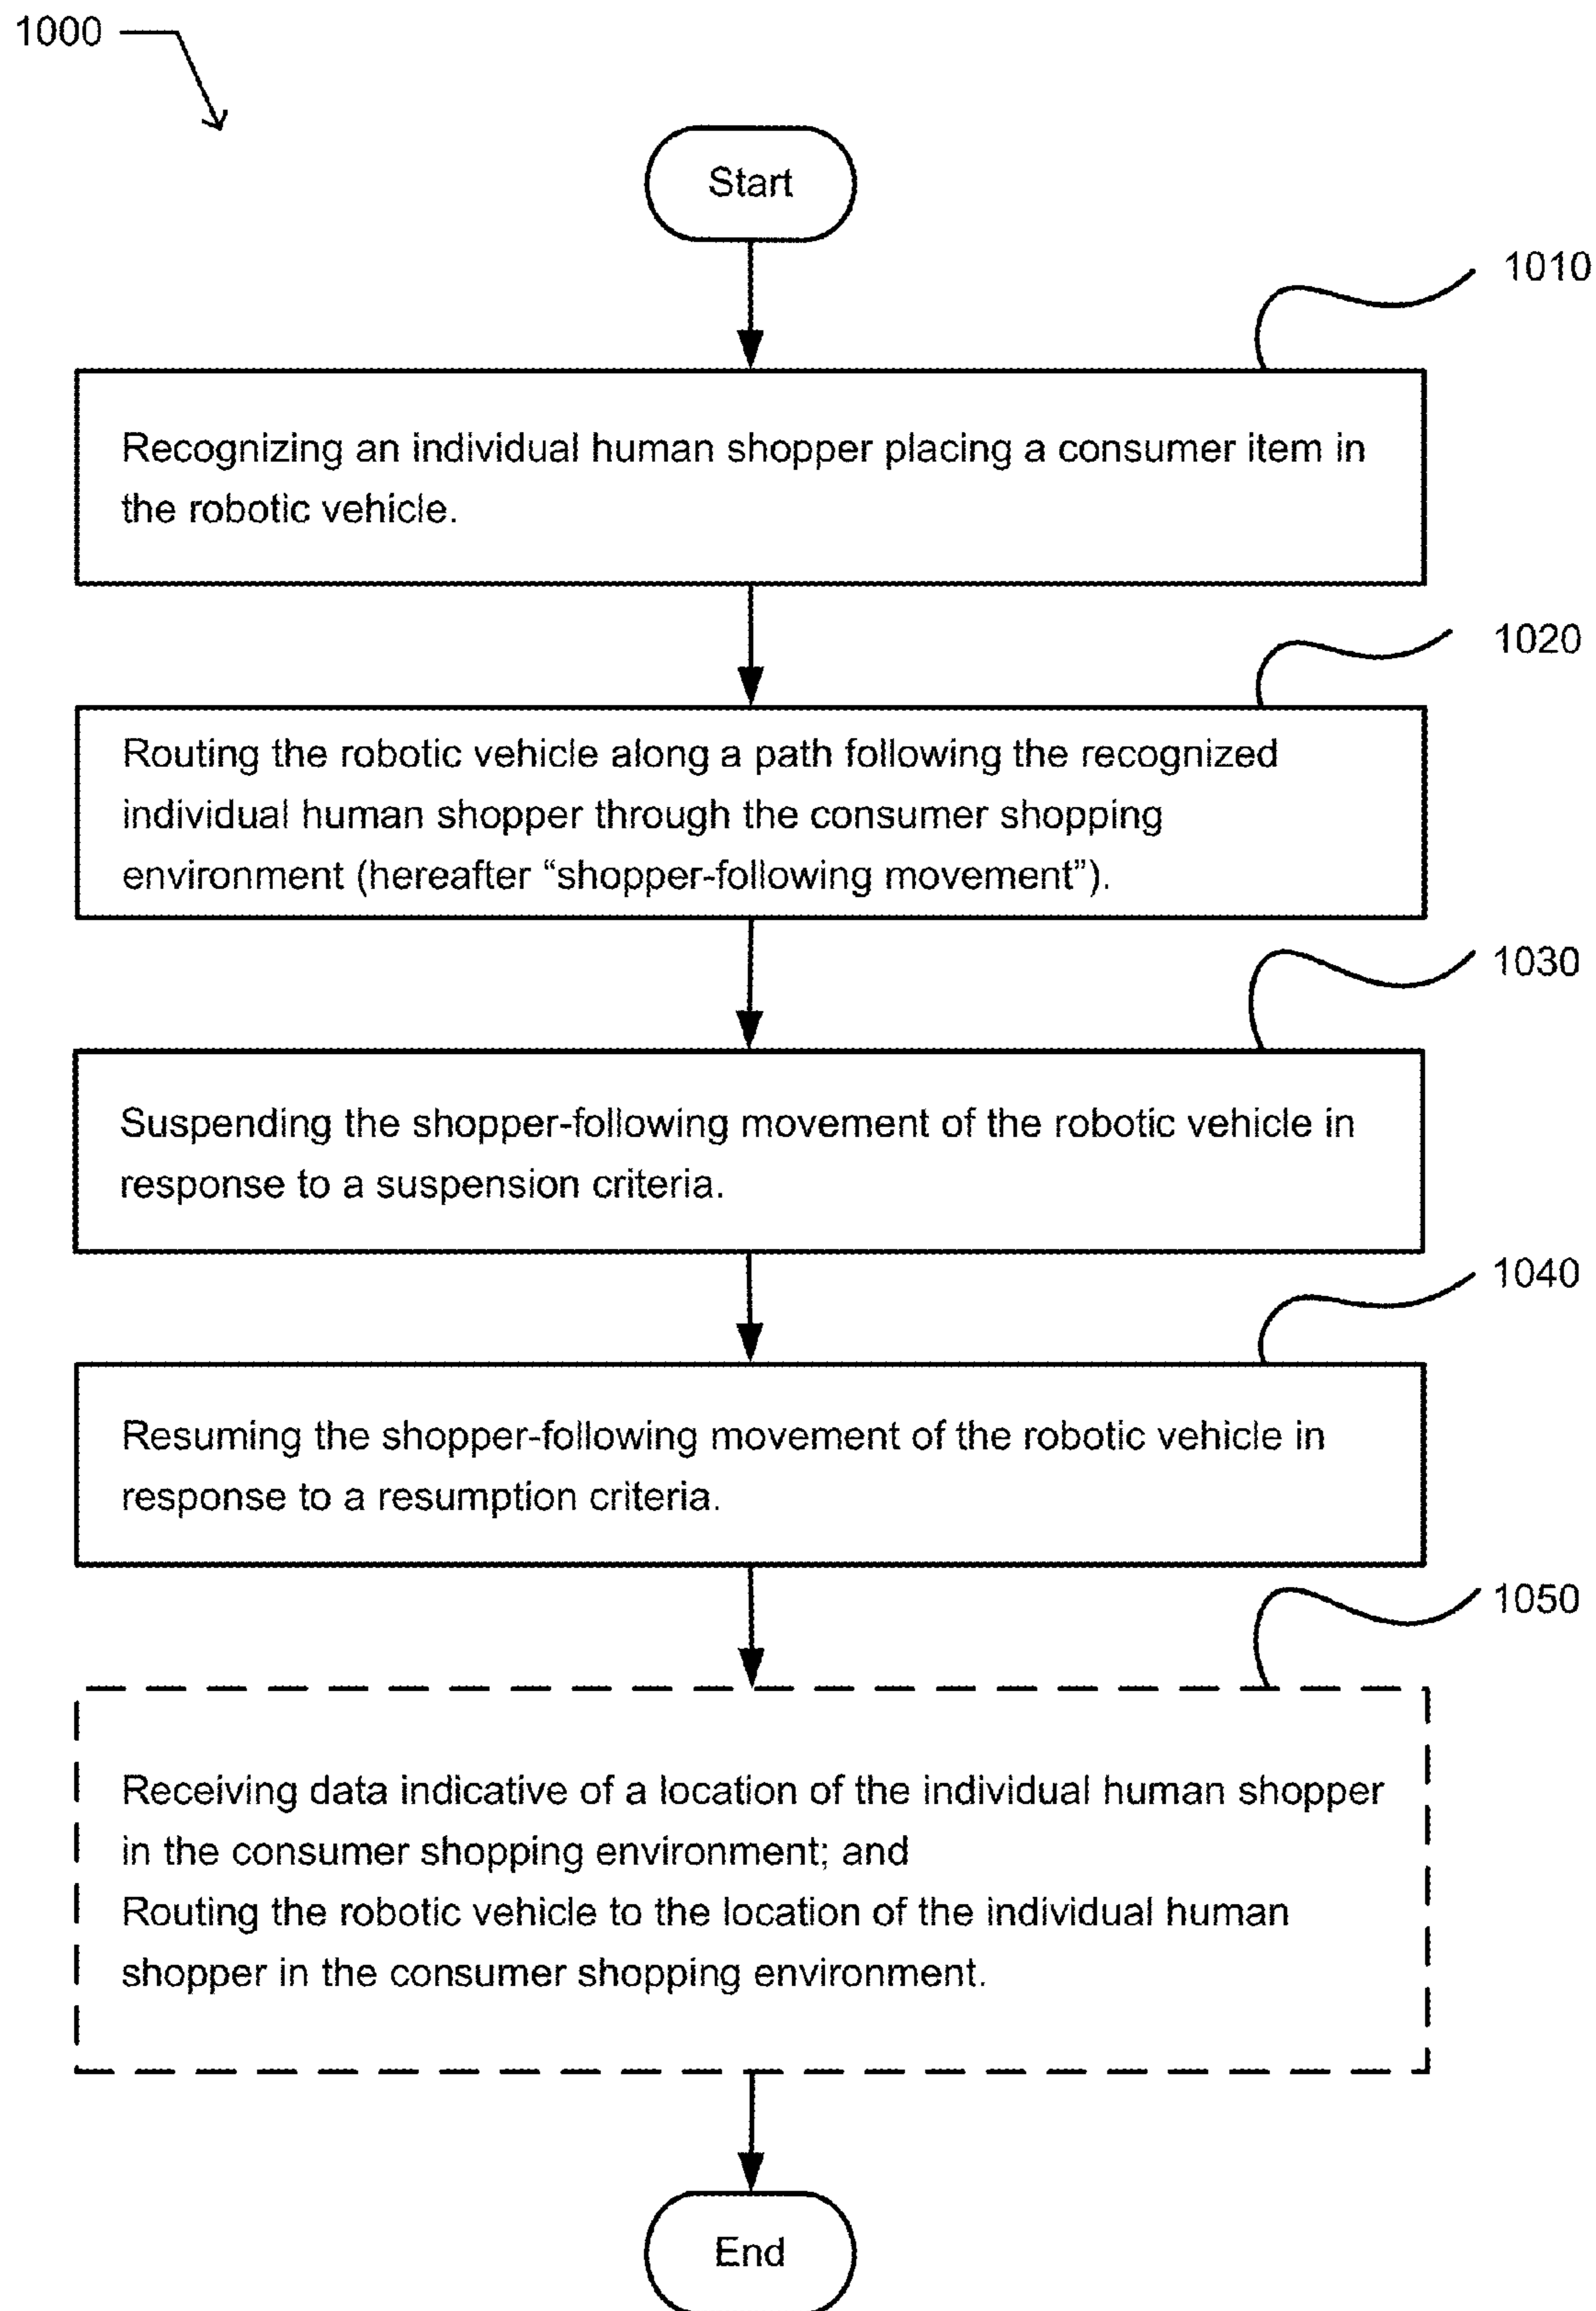 1000
Start
1010
Recognizing an individual human shopper placing a consumer item in
the robotic vehicle.
1020
Routing the robotic vehicle along a path following the recognized
individual human shopper through the consumer shopping
environment (hereafter “shopper-following movement”).
1030
Suspending the shopper-following movement of the robotic vehicle in
response to a suspension criteria.
1040
Resuming the shopper-following movement of the robotic vehicle in
response to a resumption criteria.
1050
Receiving data indicative of a location of the individual human shopper
in the consumer shopping environment; and
Routing the robotic vehicle to the location of the individual human
shopper in the consumer shopping environment.
End